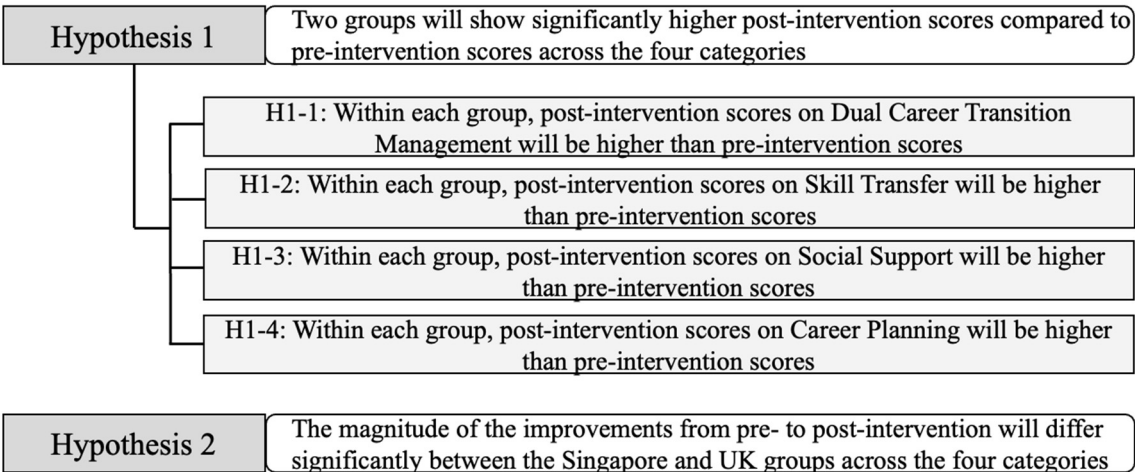 Hypothesis 1
Two groups will show significantly higher post-intervention scores compared to
pre-intervention scores across the four categories
H1-1: Within each group, post-intervention scores on Dual Career Transition
Management will be higher than pre-intervention scores
H1-2: Within each group, post-intervention scores on Skill Transfer will be higher
than pre-intervention scores
H1-3: Within each group, post-intervention scores on Social Support will be higher
than pre-intervention scores
H1-4: Within each group, post-intervention scores on Career Planning will be higher
than pre-intervention scores
Hypothesis 2
The magnitude of the improvements from pre- to post-intervention will differ
significantly between the Singapore and UK groups across the four categories